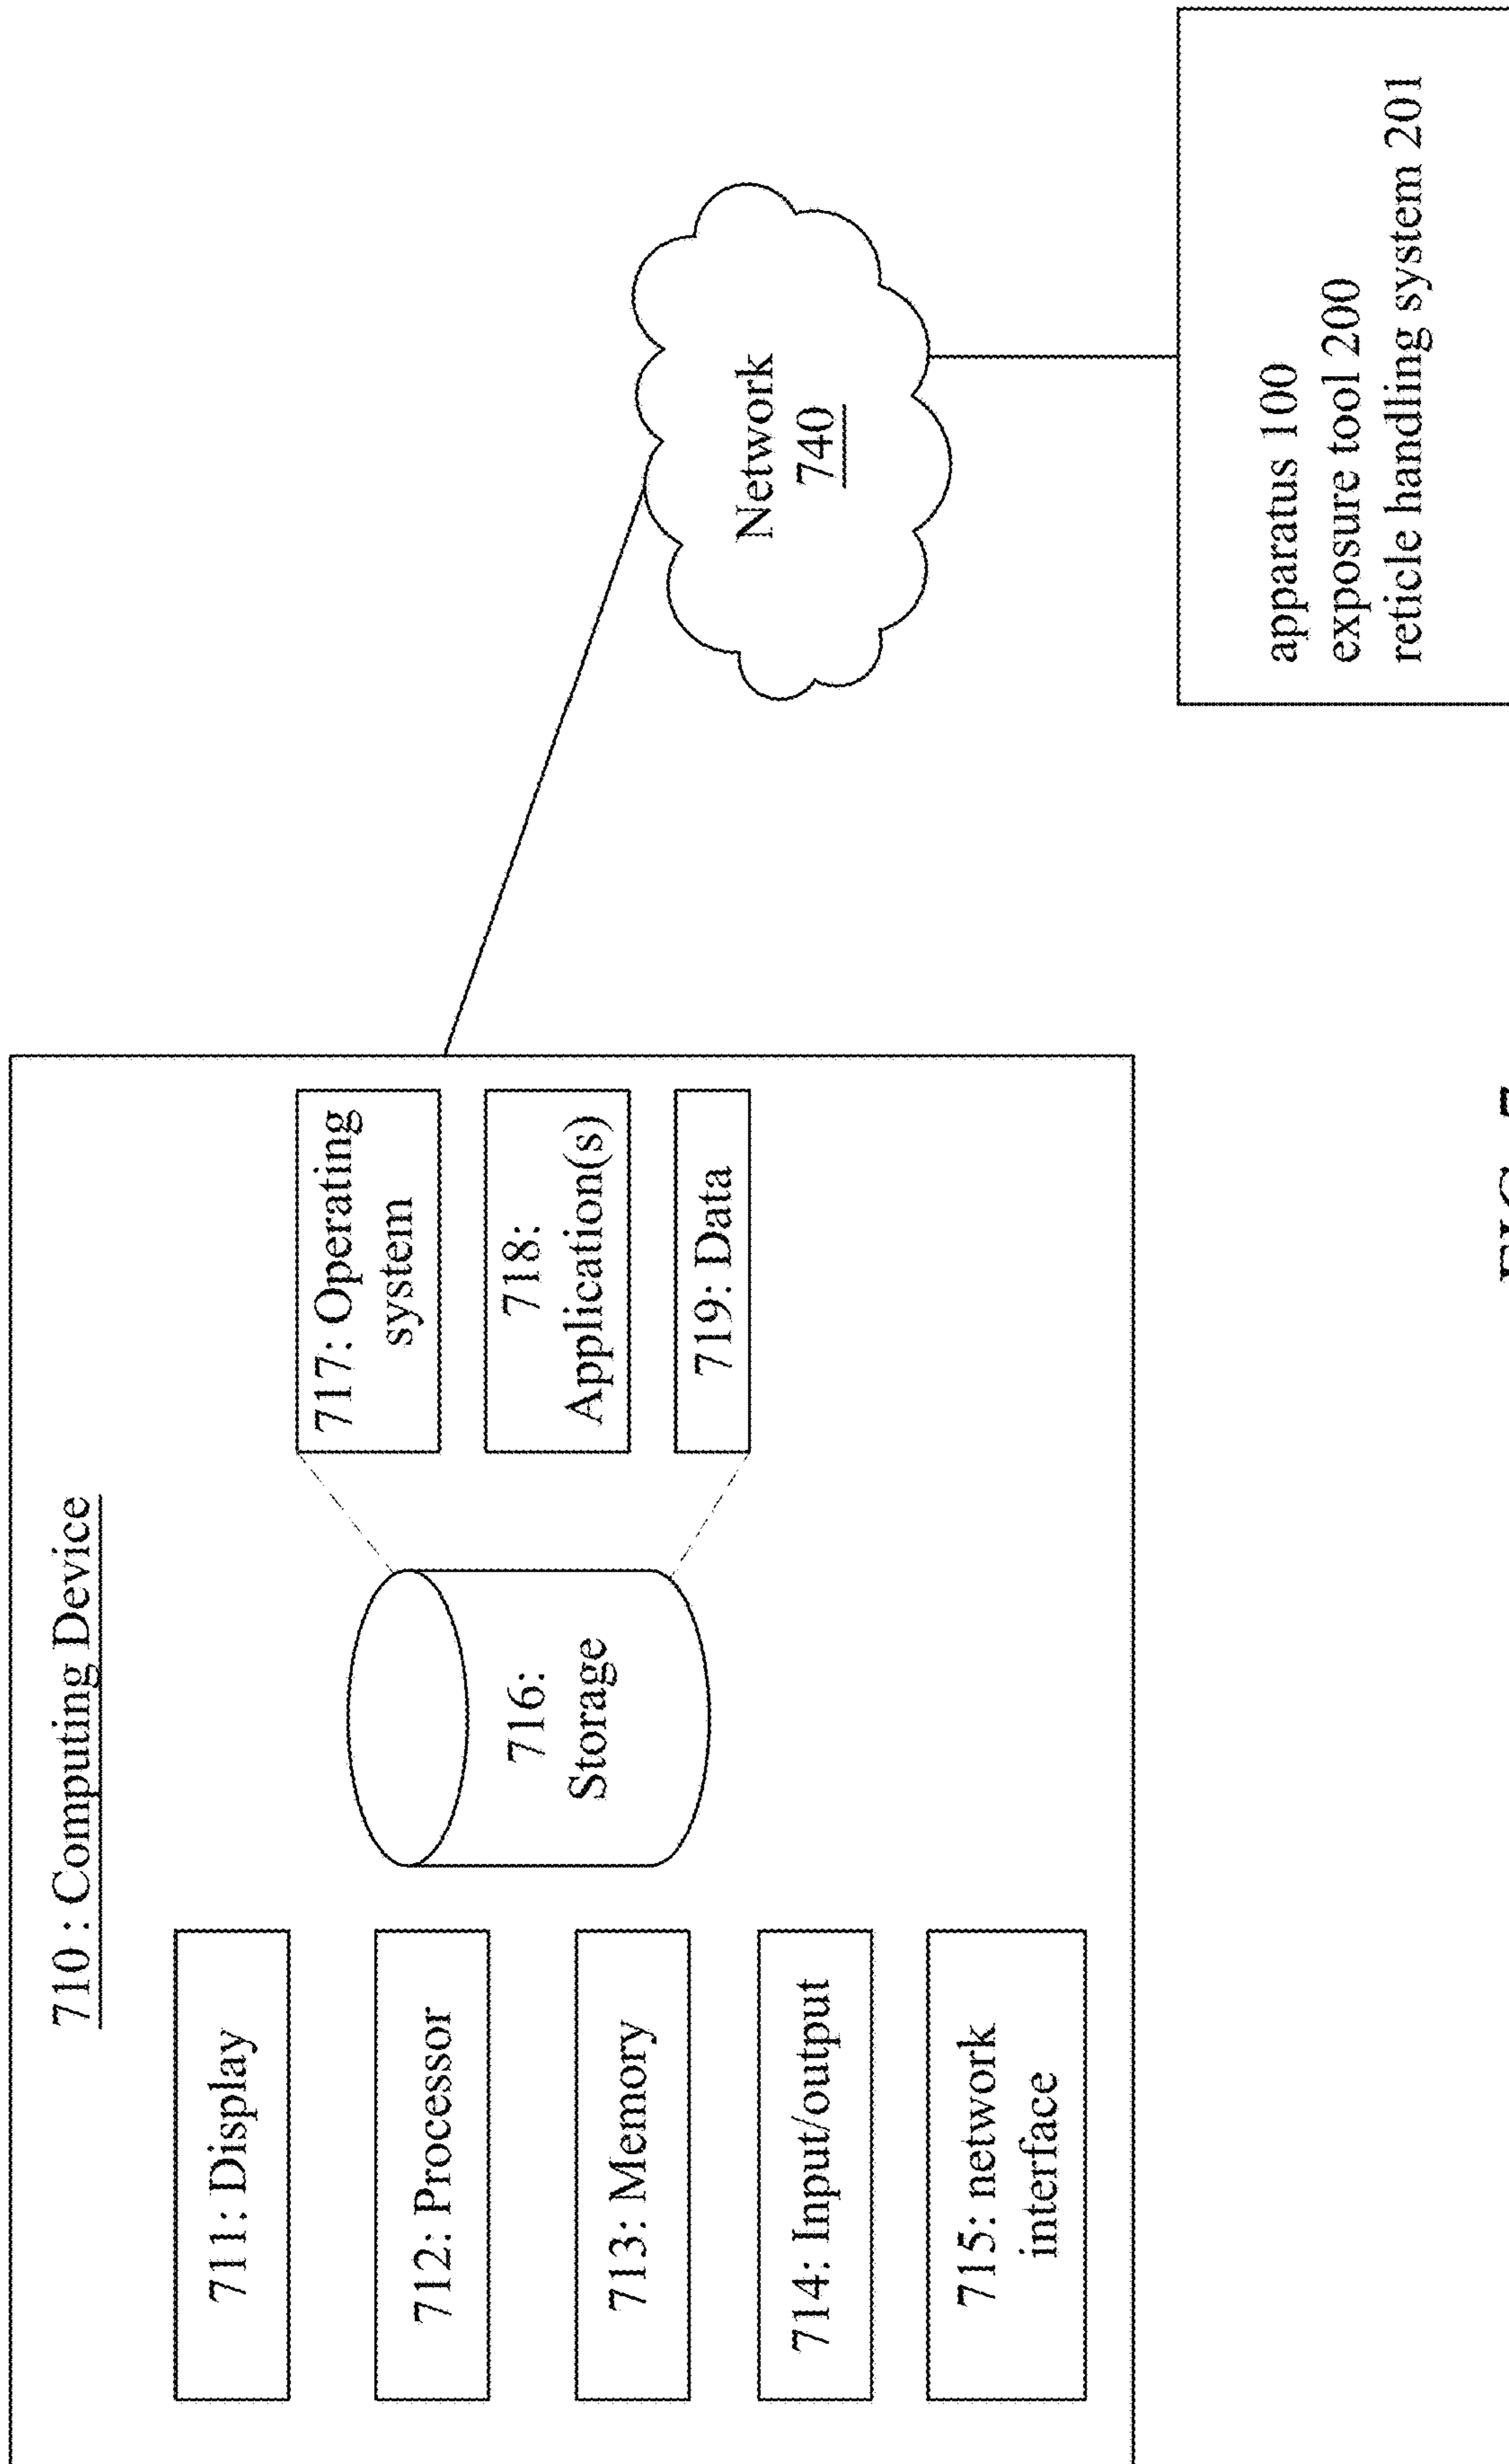 710 : Computing Device
711: Display
712: Processor
713: Memory
714: Input/output
715: network
interface
716:
Storage
717: Operating
system
718:
Application(s)
719: Data
Network
740
apparatus 100
exposure tool 200
reticle handling system 201